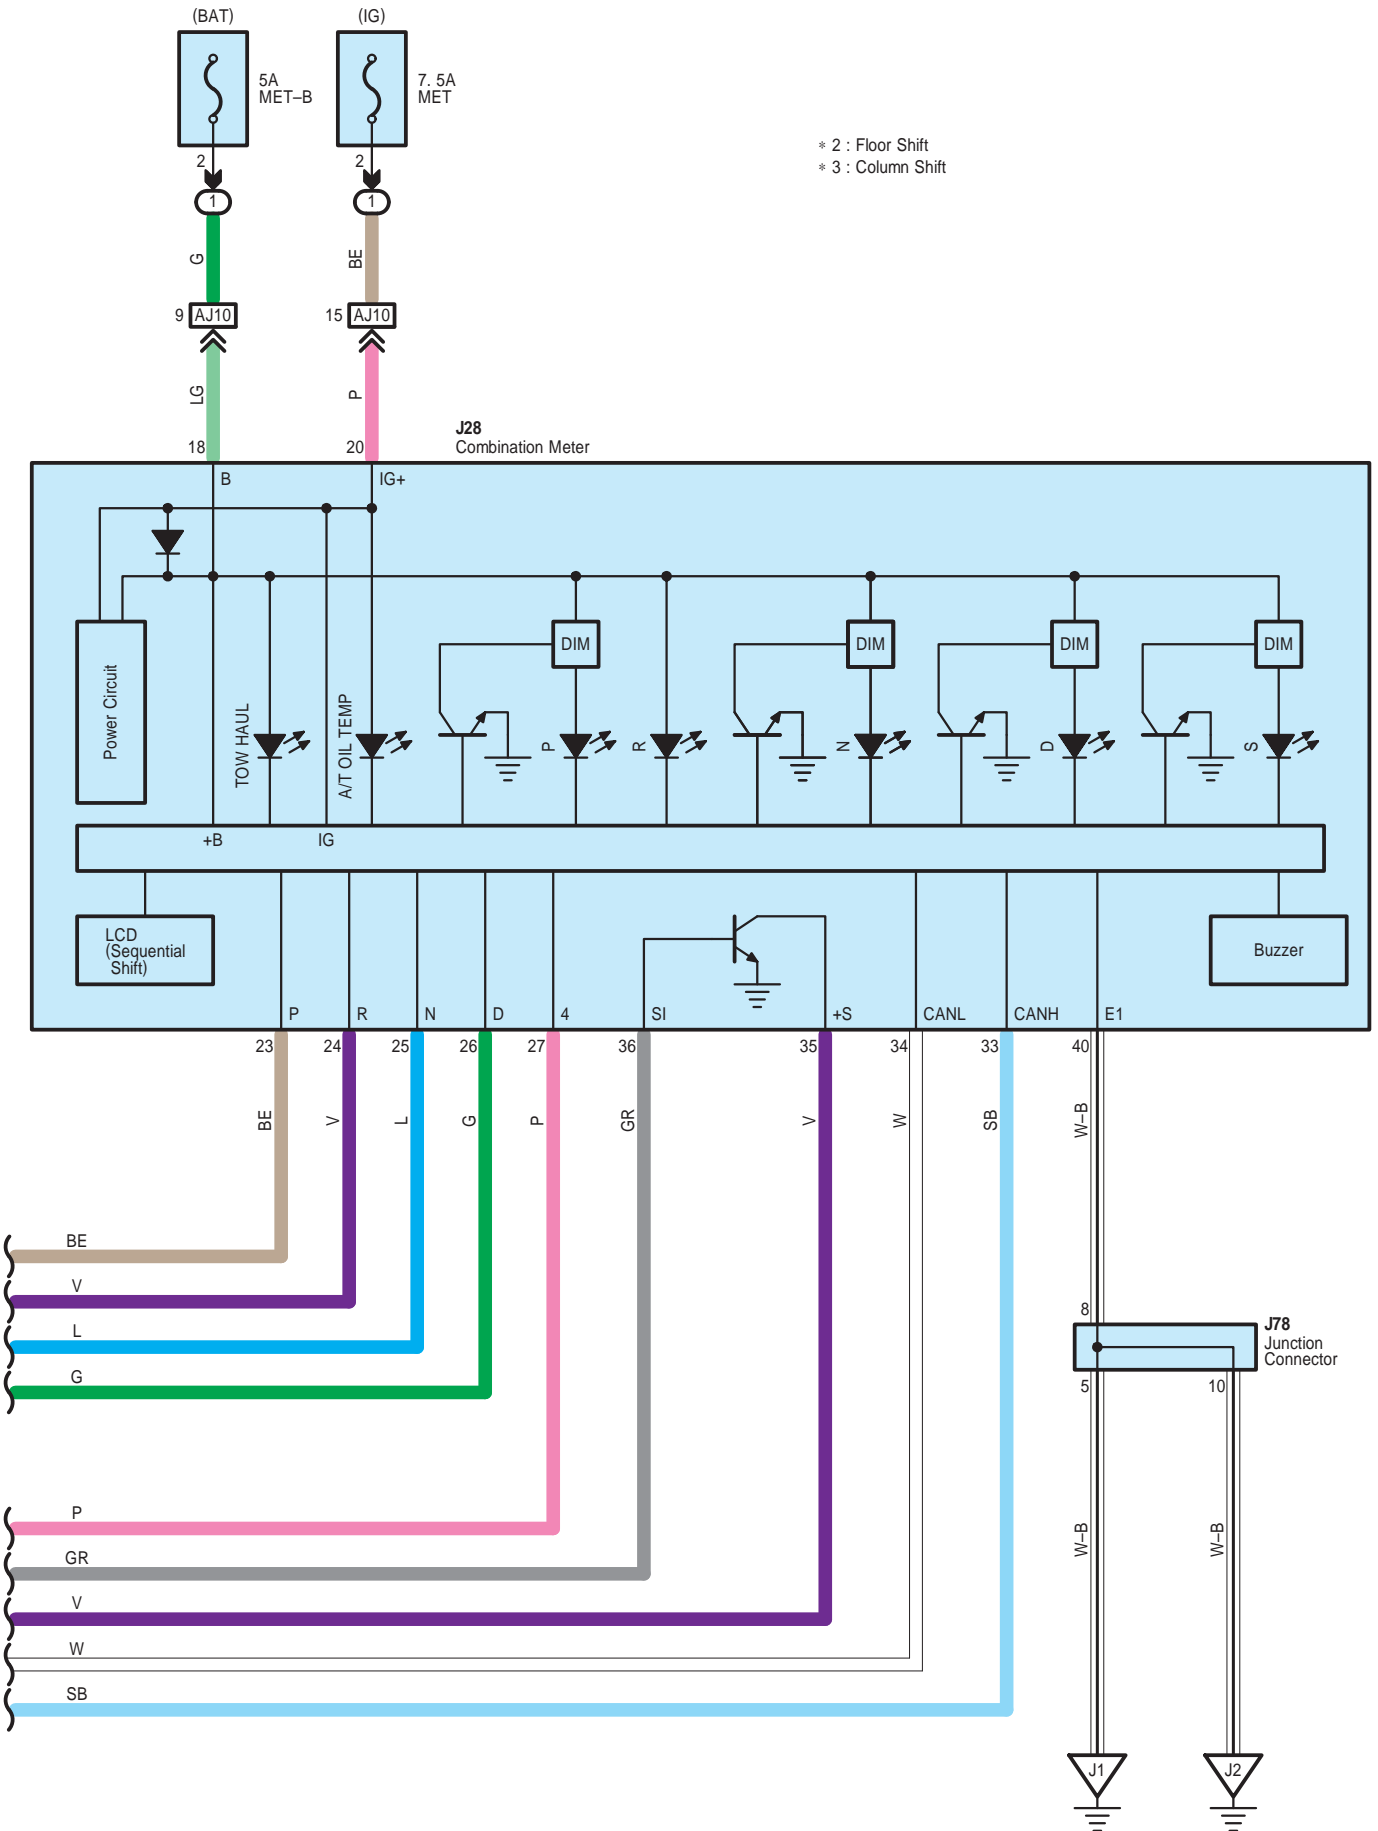 (BAT)
(IG)
5A
MET–B
7. 5A
MET
∗ 2 : Floor Shift
∗ 3 : Column Shift
2
2
1
1
G
BE
9
AJ10
15
AJ10
LG
P
J28
Combination Meter
18
20
B
IG+
DIM
DIM
DIM
DIM
Power Circuit
TOW HAUL
A/T OIL TEMP
P
R
N
D
S
+B
IG
LCD
(Sequential
Shift)
Buzzer
P
R
N
D
4
SI
+S
CANL
CANH
E1
23
24
25
26
27
36
35
34
33
40
BE
V
L
G
P
GR
V
W
SB
W–B
BE
V
L
G
8
J78
Junction
Connector
5
10
P
GR
V
W
SB
W–B
W–B
J1
J2